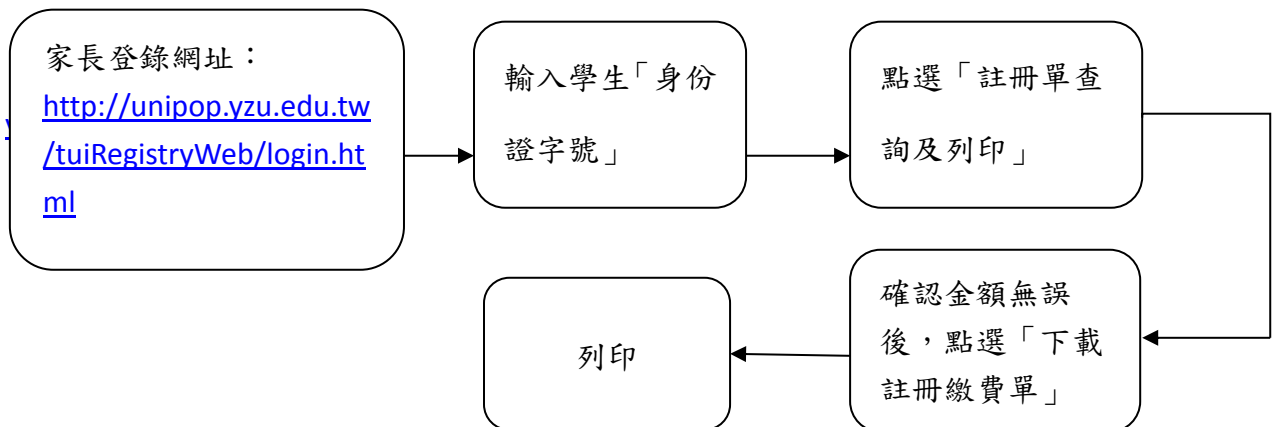 家長登錄網址：
http://unipop.yzu.edu.tw
/tuiRegistryWeb/login.ht
ml
輸入學生「身份
證字號」
點選「註冊單查
詢及列印」
確認金額無誤
後，點選「下載
註冊繳費單」
列印